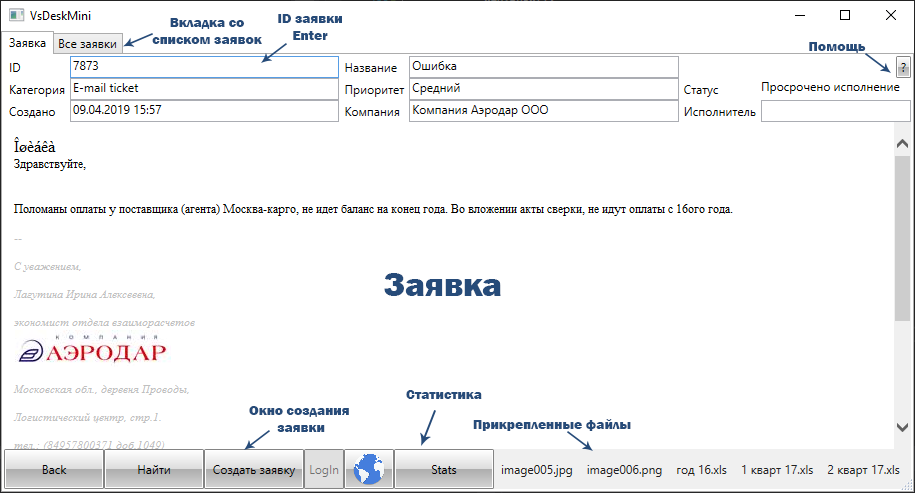 VsDeskMini
Вкладка со
списком заявок
ID заявки
Enter
Помощь
Заявка
Все заявки
ID 7873 Название Ошибка ?
Категория E-mail ticket Приоритет Средний Статус Просрочено исполнение
Создано 09.04.2019 15:57 Компания Компания Аэродар ООО Исполнитель
Îøèáêà
Здравствуйте,
Поломаны оплаты у поставщика (агента) Москва-карго, не идет баланс на конец года. Во вложении акты сверки, не идут оплаты с 16ого года.
--
С уважением,
Заявка
Лагутина Ирина Алексеевна,
экономист отдела взаиморасчетов
КОМПАНИЯ
АЭРОДАР
Московская обл., деревня Проводы,
Логистический центр, стр.1.
тел.: (84957800371 доб.1049)
Окно создания
заявки
Статистика
Прикрепленные файлы
Back Найти Создать заявку LogIn Stats image005.jpg image006.png год 16.xls 1 кварт 17.xls 2 кварт 17.xls